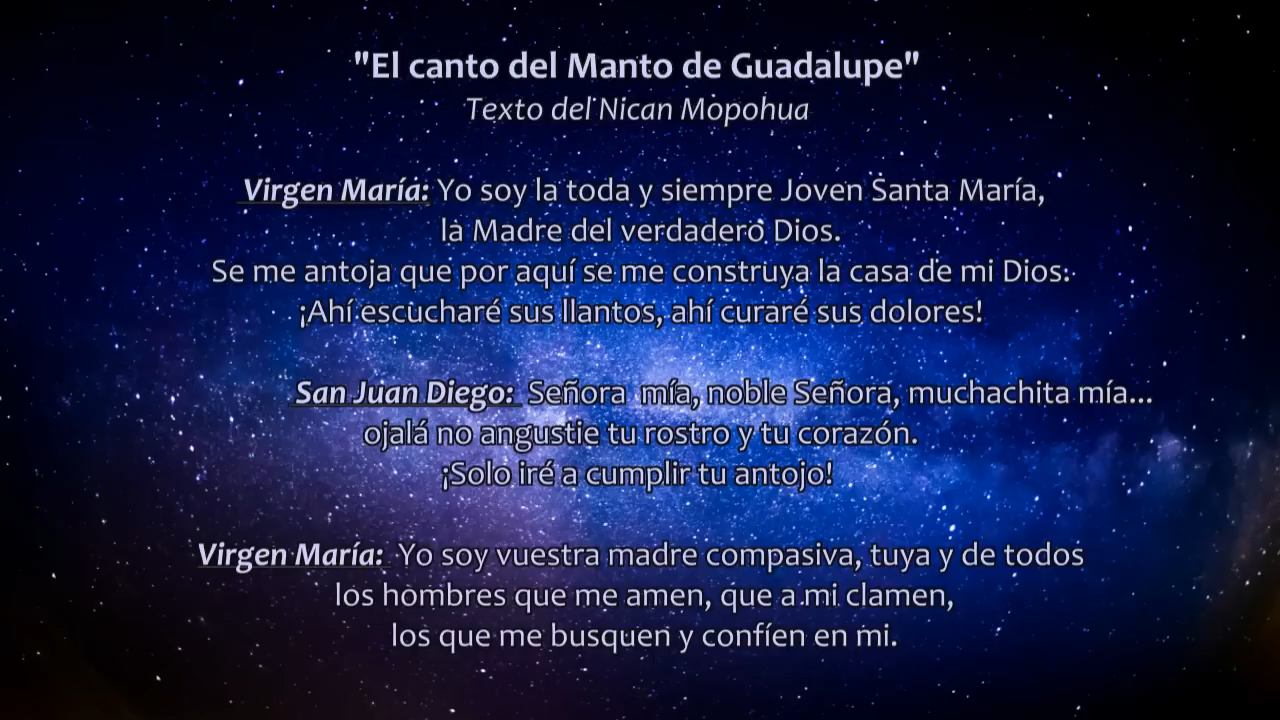 "El canto del Manto de Guadalupe"
Texto del Nican Mopohua
Virgen María: Yo soy la toda y siempre Joven Santa María,
la Madre del verdadero Dios.
Se me antoja que por aquí se me construya la casa de mi Dios.
¡Ahí escucharé sus llantos, ahí curaré sus dolores!
San Juan Diego: Señora mía, noble Señora, muchachita mía...
ojalá no angustie tu rostro y tu corazón.
¡Solo iré a cumplir tu antojo!
Virgen María: Yo soy vuestra madre compasiva, tuya y de todos
los hombres que me amen, que a mi clamen,
los que me busquen y confíen en mi.